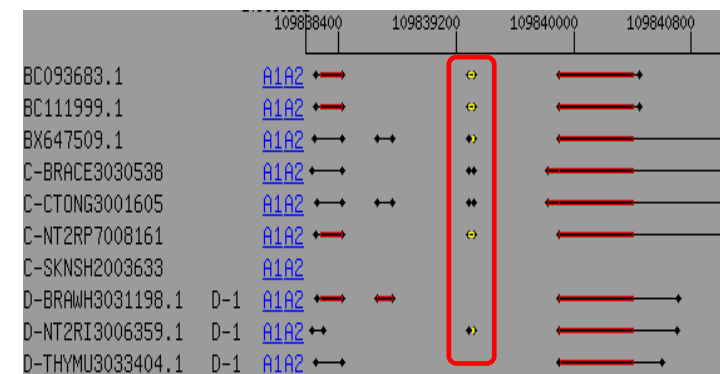 109838400 109839200 109840000 109840800
BC093683.1 A1A2
BC111999.1 A1A2
BX647509.1 A1A2
C-BRACE3030538 A1A2
C-CTONG3001605 A1A2
C-NT2RP7008161 A1A2
C-SKNSH2003633 A1A2
D-BRAWH3031198.1 D-1 A1A2
D-NT2RI3006359.1 D-1 A1A2
D-THYMU3033404.1 D-1 A1A2